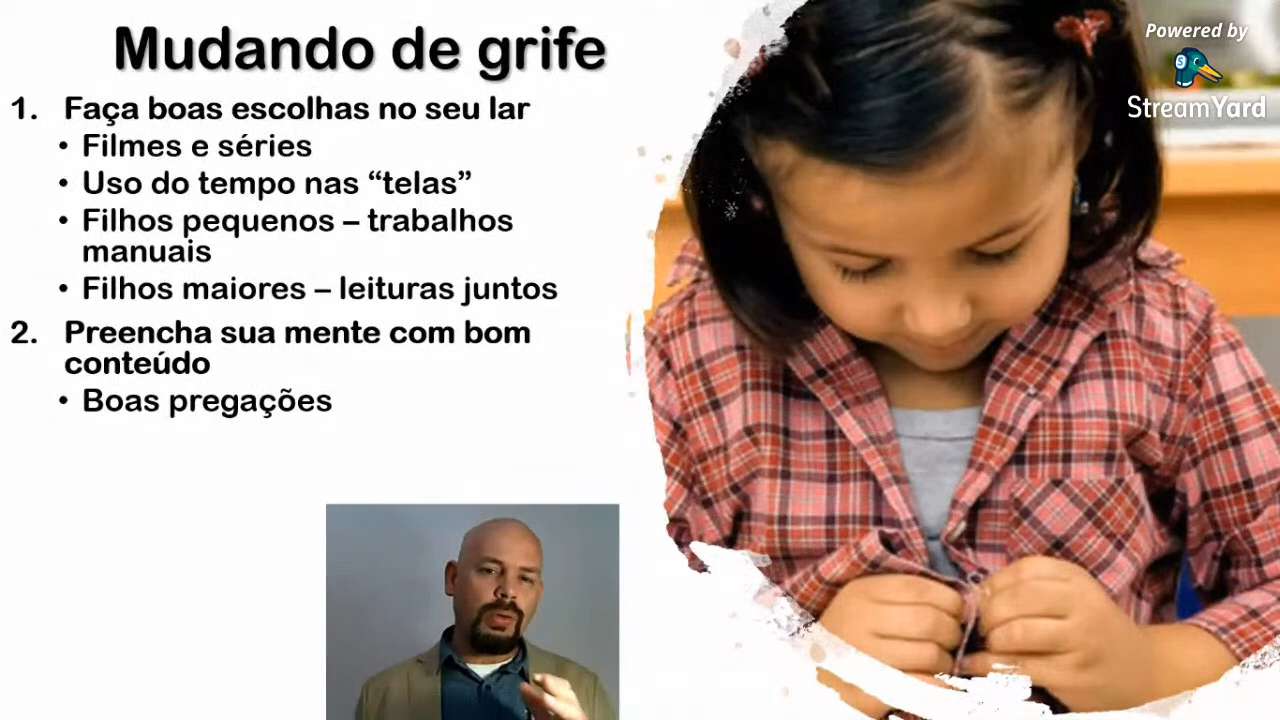 Mudando de grife
1. Faça boas escolhas no seu lar
• Filmes e séries
• Uso do tempo nas “telas”
• Filhos pequenos – trabalhos
manuais
• Filhos maiores – leituras juntos
2. Preencha sua mente com bom
conteúdo
• Boas pregações
Powered by
StreamYard